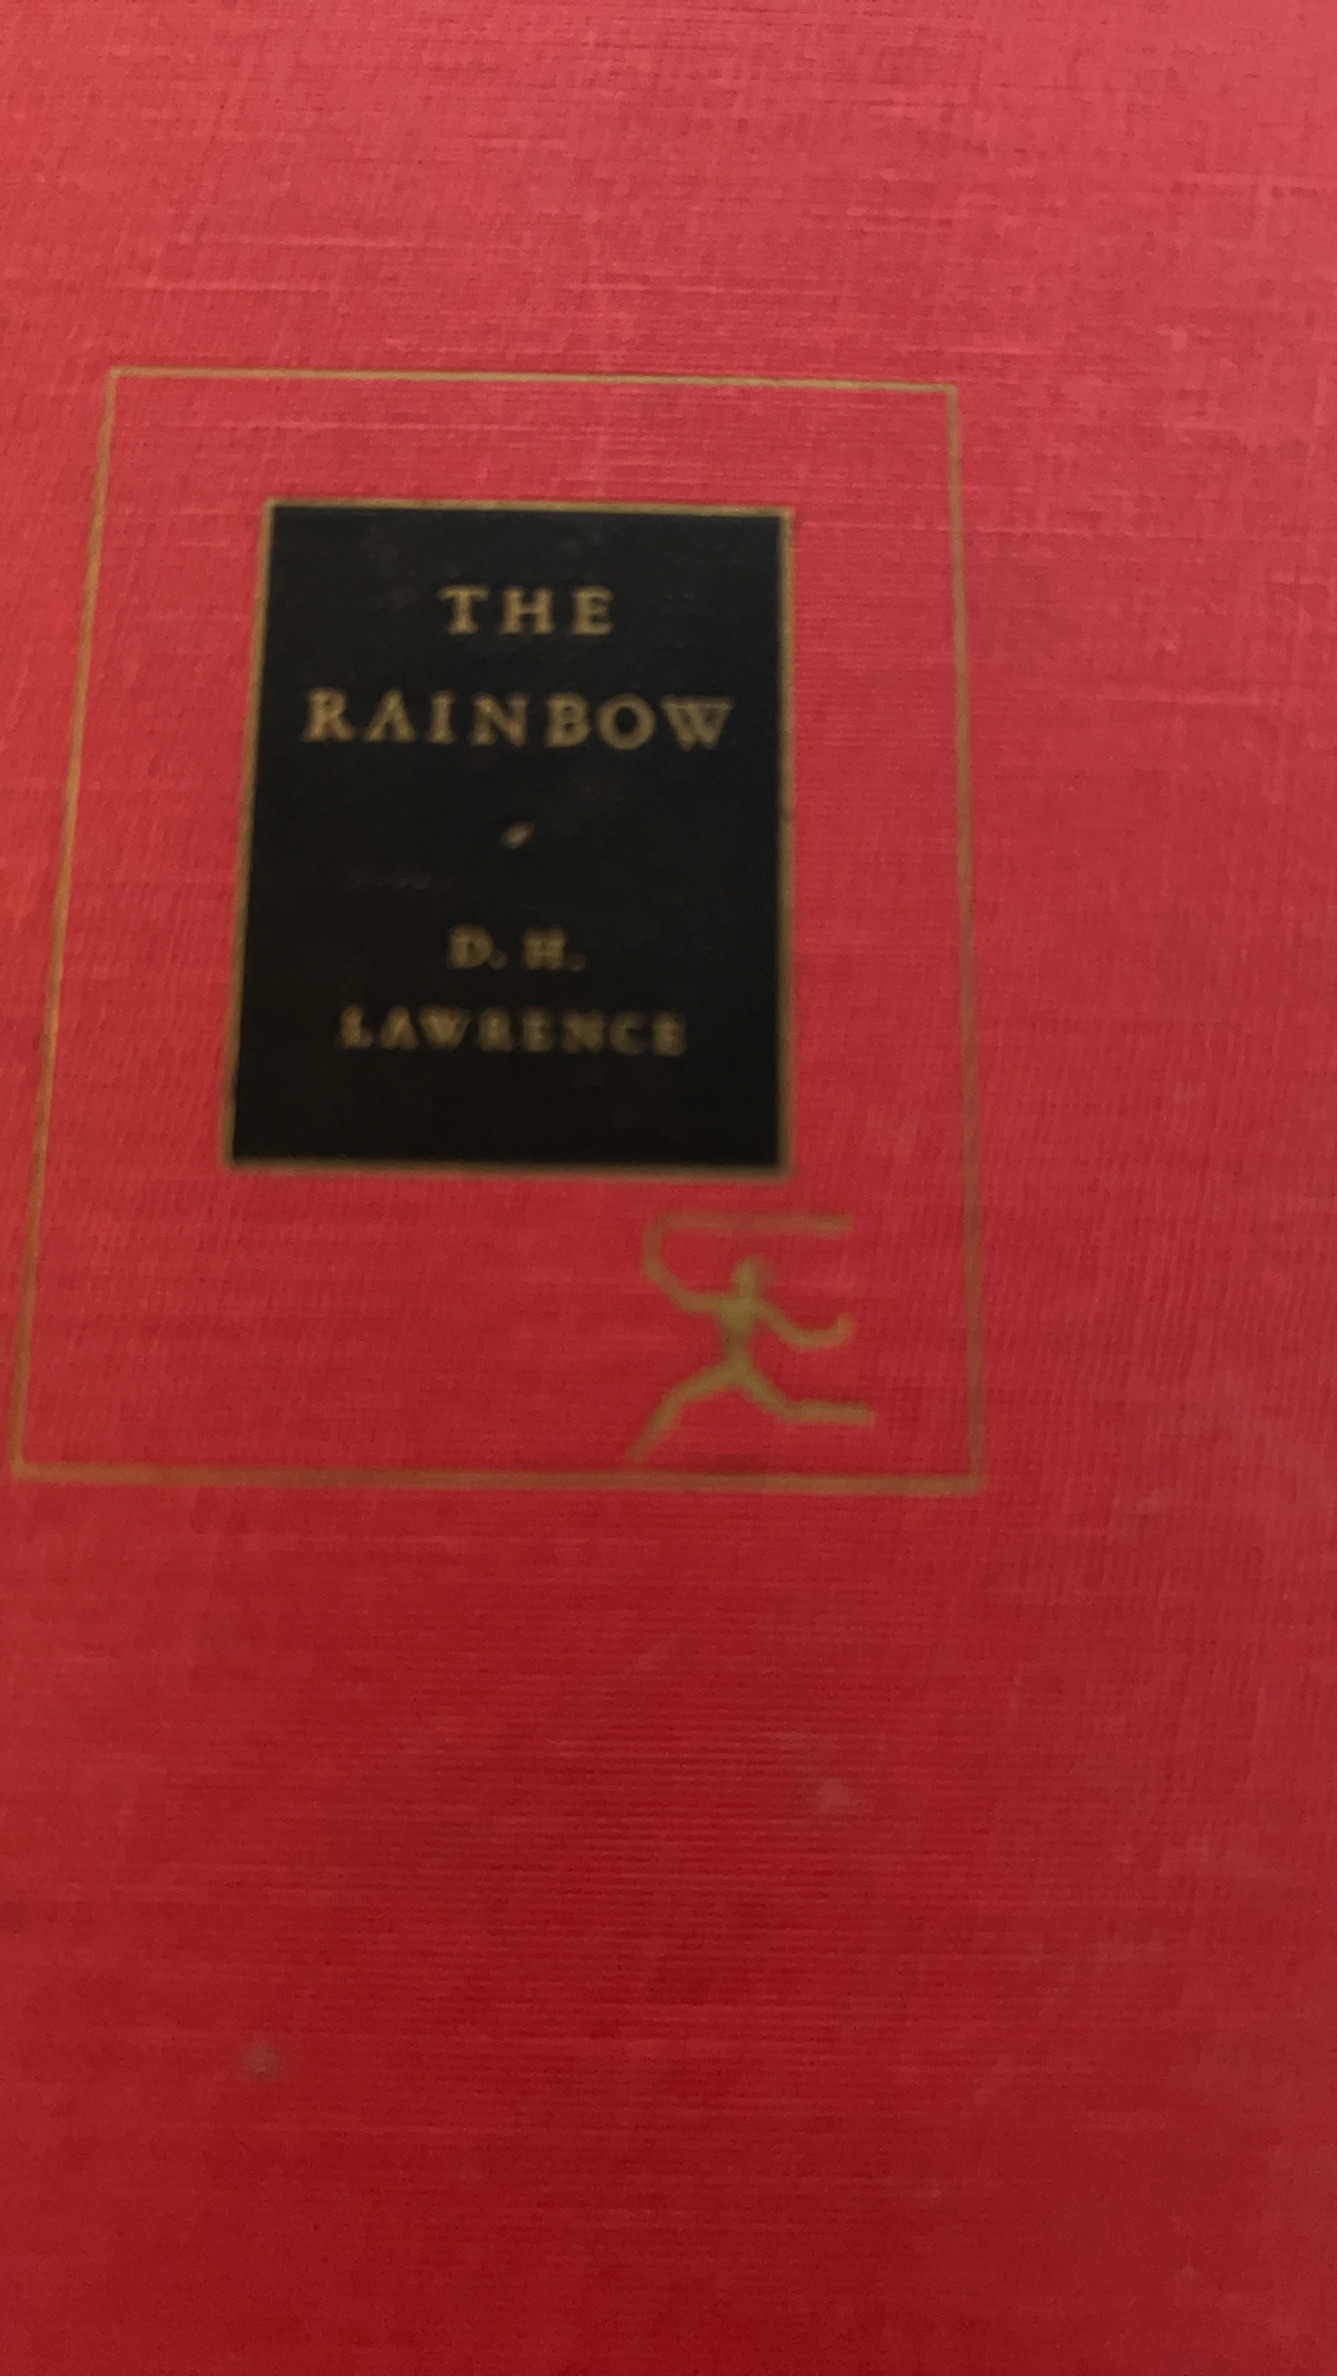 THE
RAINBOW
D. H.
LAWRENCE